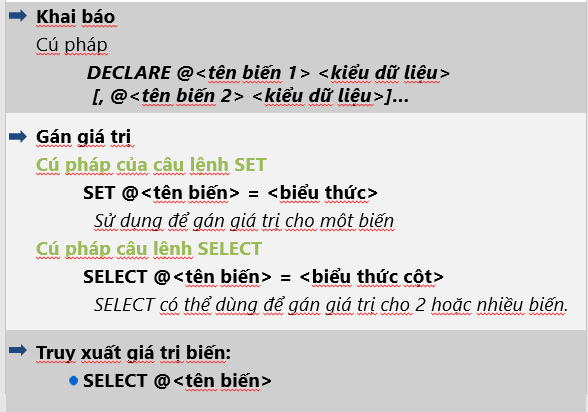 Khai báo
Cú pháp
DECLARE @<tên biến 1> <kiểu dữ liệu>
[, @<tên biến 2> <kiểu dữ liệu>]...
Gán giá trị
Cú pháp của câu lệnh SET
SET @<tên biến> = <biểu thức>
Sử dụng để gán giá trị cho một biến
Cú pháp câu lệnh SELECT
SELECT @<tên biến> = <biểu thức cột>
SELECT có thể dùng để gán giá trị cho 2 hoặc nhiều biến.
Truy xuất giá trị biến:
SELECT @<tên biến>